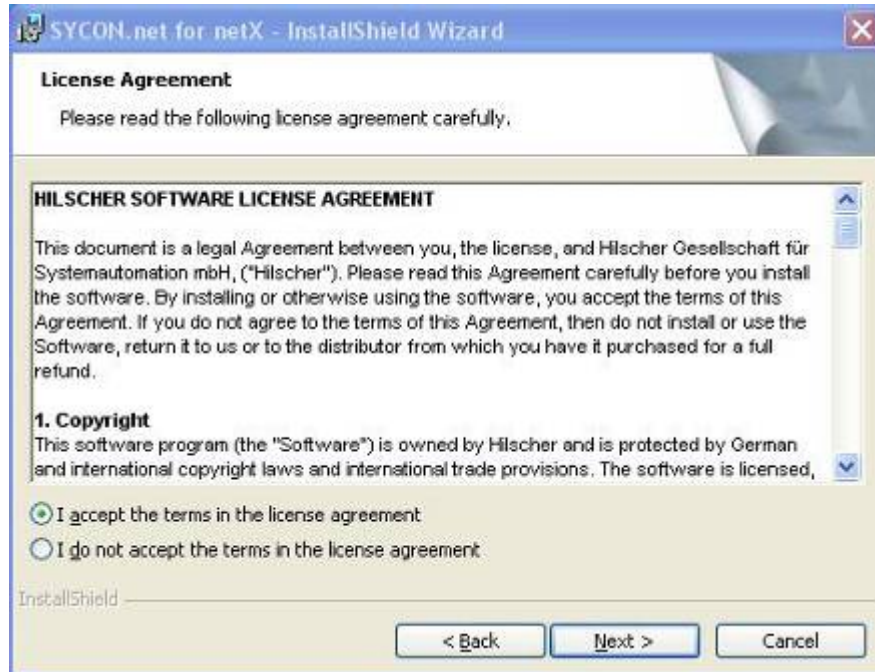 SYCON.net for netX - InstallShield Wizard
License Agreement
Please read the following license agreement carefully.
HILSCHER SOFTWARE LICENSE AGREEMENT
This document is a legal Agreement between you, the license, and Hilscher Gesellschaft für
Systemautomation mbH, ("Hilscher"). Please read this Agreement carefully before you install
the software. By installing or otherwise using the software, you accept the terms of this
Agreement. If you do not agree to the terms of this Agreement, then do not install or use the
Software, return it to us or to the distributor from which you have it purchased for a full
refund.
1. Copyright
This software program (the "Software") is owned by Hilscher and is protected by German
and international copyright laws and international trade provisions. The software is licensed,
I accept the terms in the license agreement
I do not accept the terms in the license agreement
InstallShield
< Back Next > Cancel